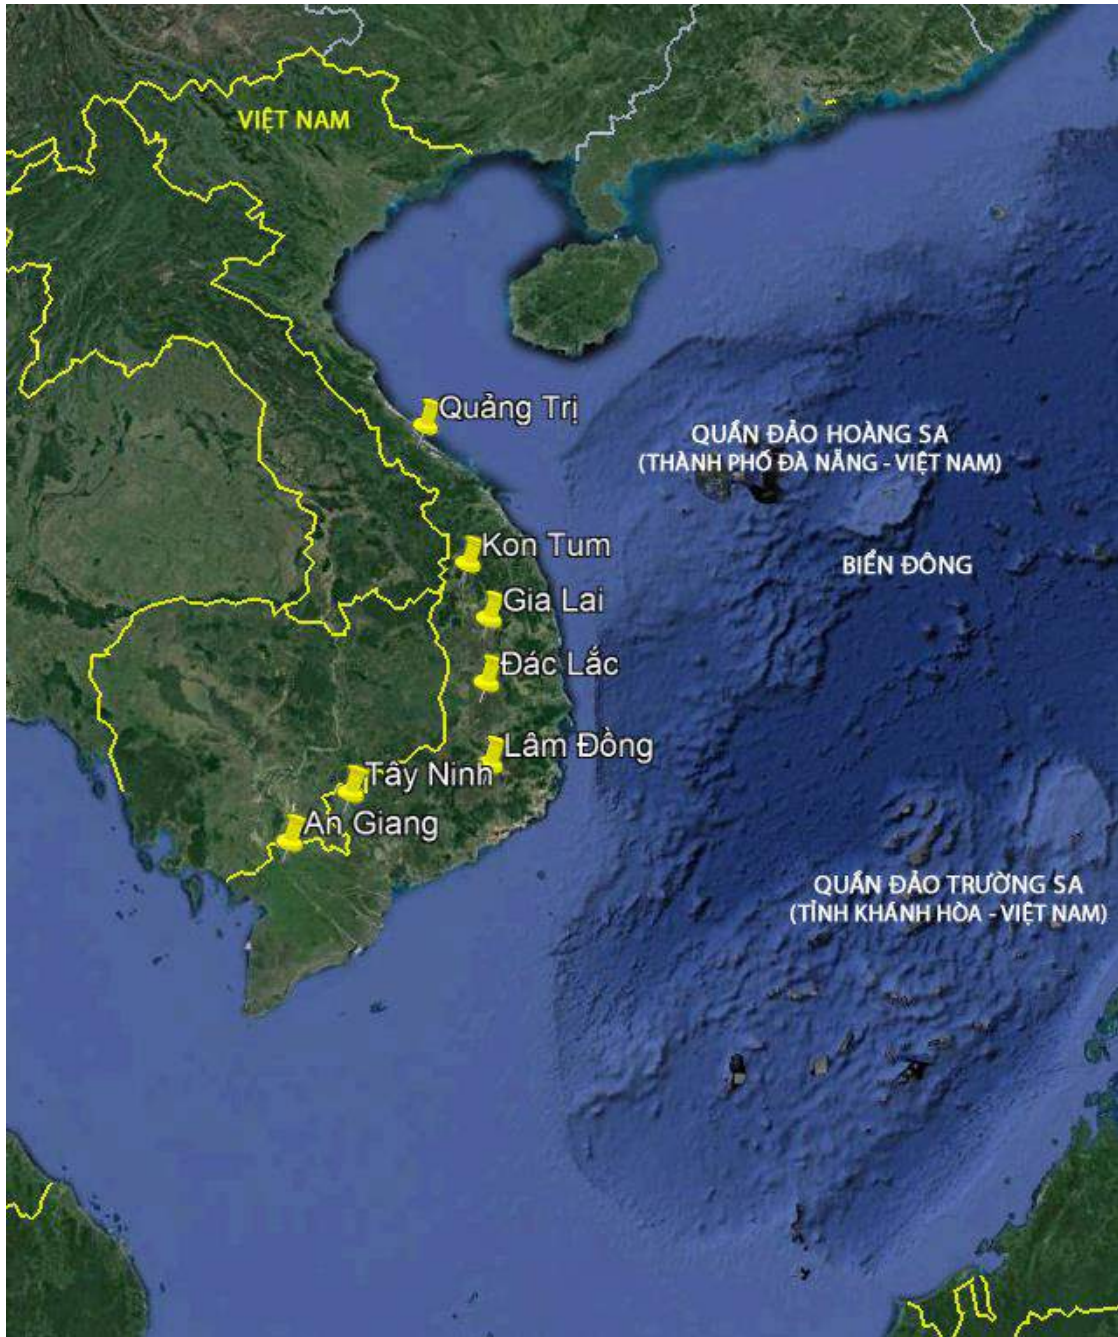 VIỆT NAM
Quảng Trị
QUẦN ĐẢO HOÀNG SA
(THÀNH PHỐ ĐÀ NẴNG - VIỆT NAM)
Kon Tum
BIỂN ĐÔNG
Gia Lai
Đác Lắc
Lâm Đồng
Tây Ninh
An Giang
QUẦN ĐẢO TRƯỜNG SA
(TỈNH KHÁNH HÒA - VIỆT NAM)